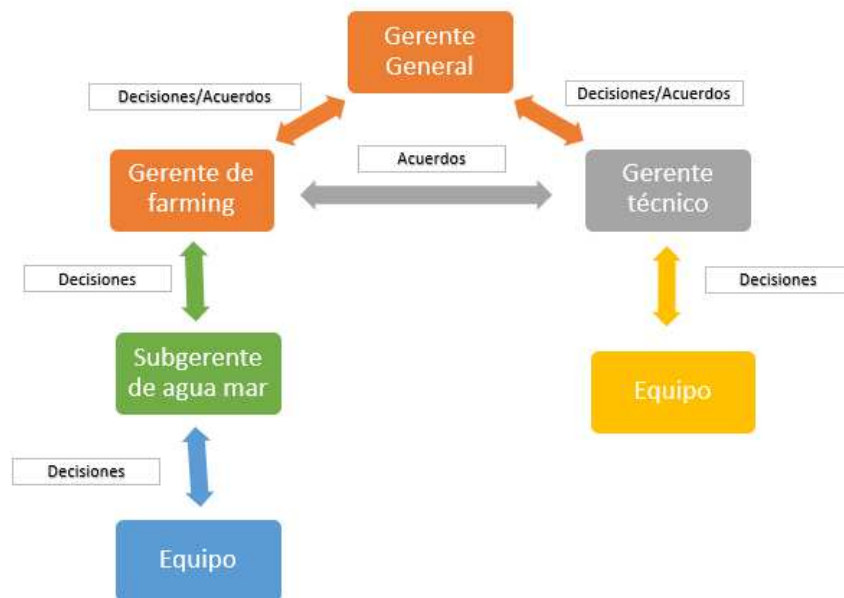 Gerente
General
Decisiones/Acuerdos
Decisiones/Acuerdos
Acuerdos
Gerente de
farming
Gerente
técnico
Decisiones
Decisiones
Subgerente
de agua mar
Equipo
Decisiones
Equipo